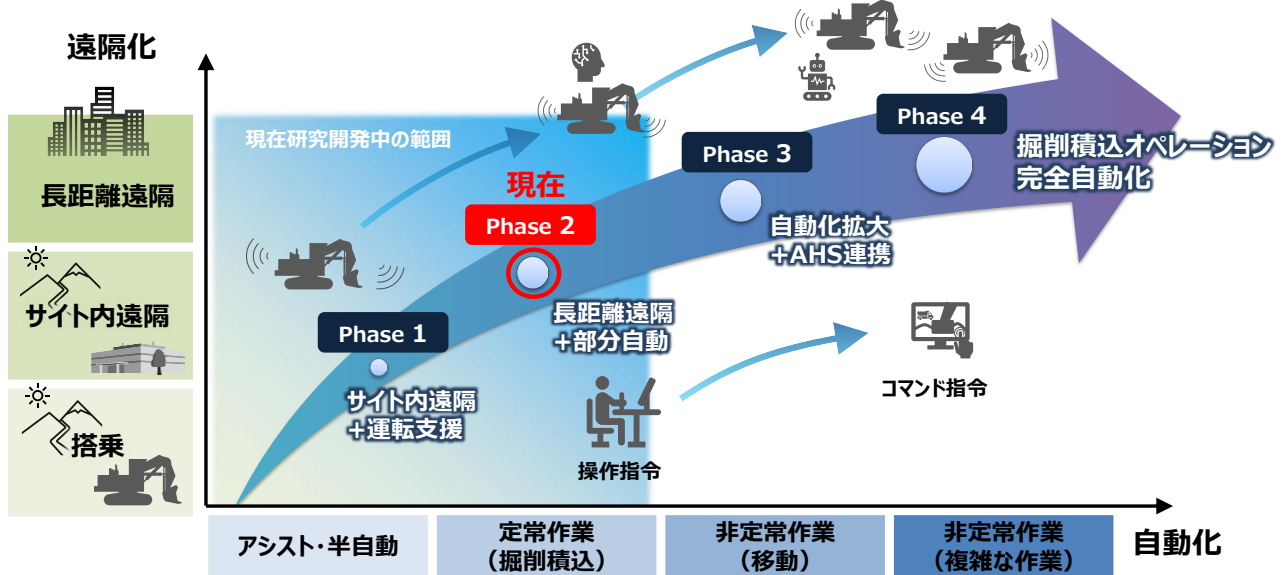 遠隔化
長距離遠隔
サイト内遠隔
搭乗
現在研究開発中の範囲
現在
Phase 1
サイト内遠隔
+運転支援
Phase 2
長距離遠隔
+部分自動
Phase 3
自動化拡大
+AHS連携
Phase 4
掘削積込オペレーション
完全自動化
操作指令
コマンド指令
アシスト・半自動
定常作業
(掘削積込)
非定常作業
(移動)
非定常作業
(複雑な作業)
自動化